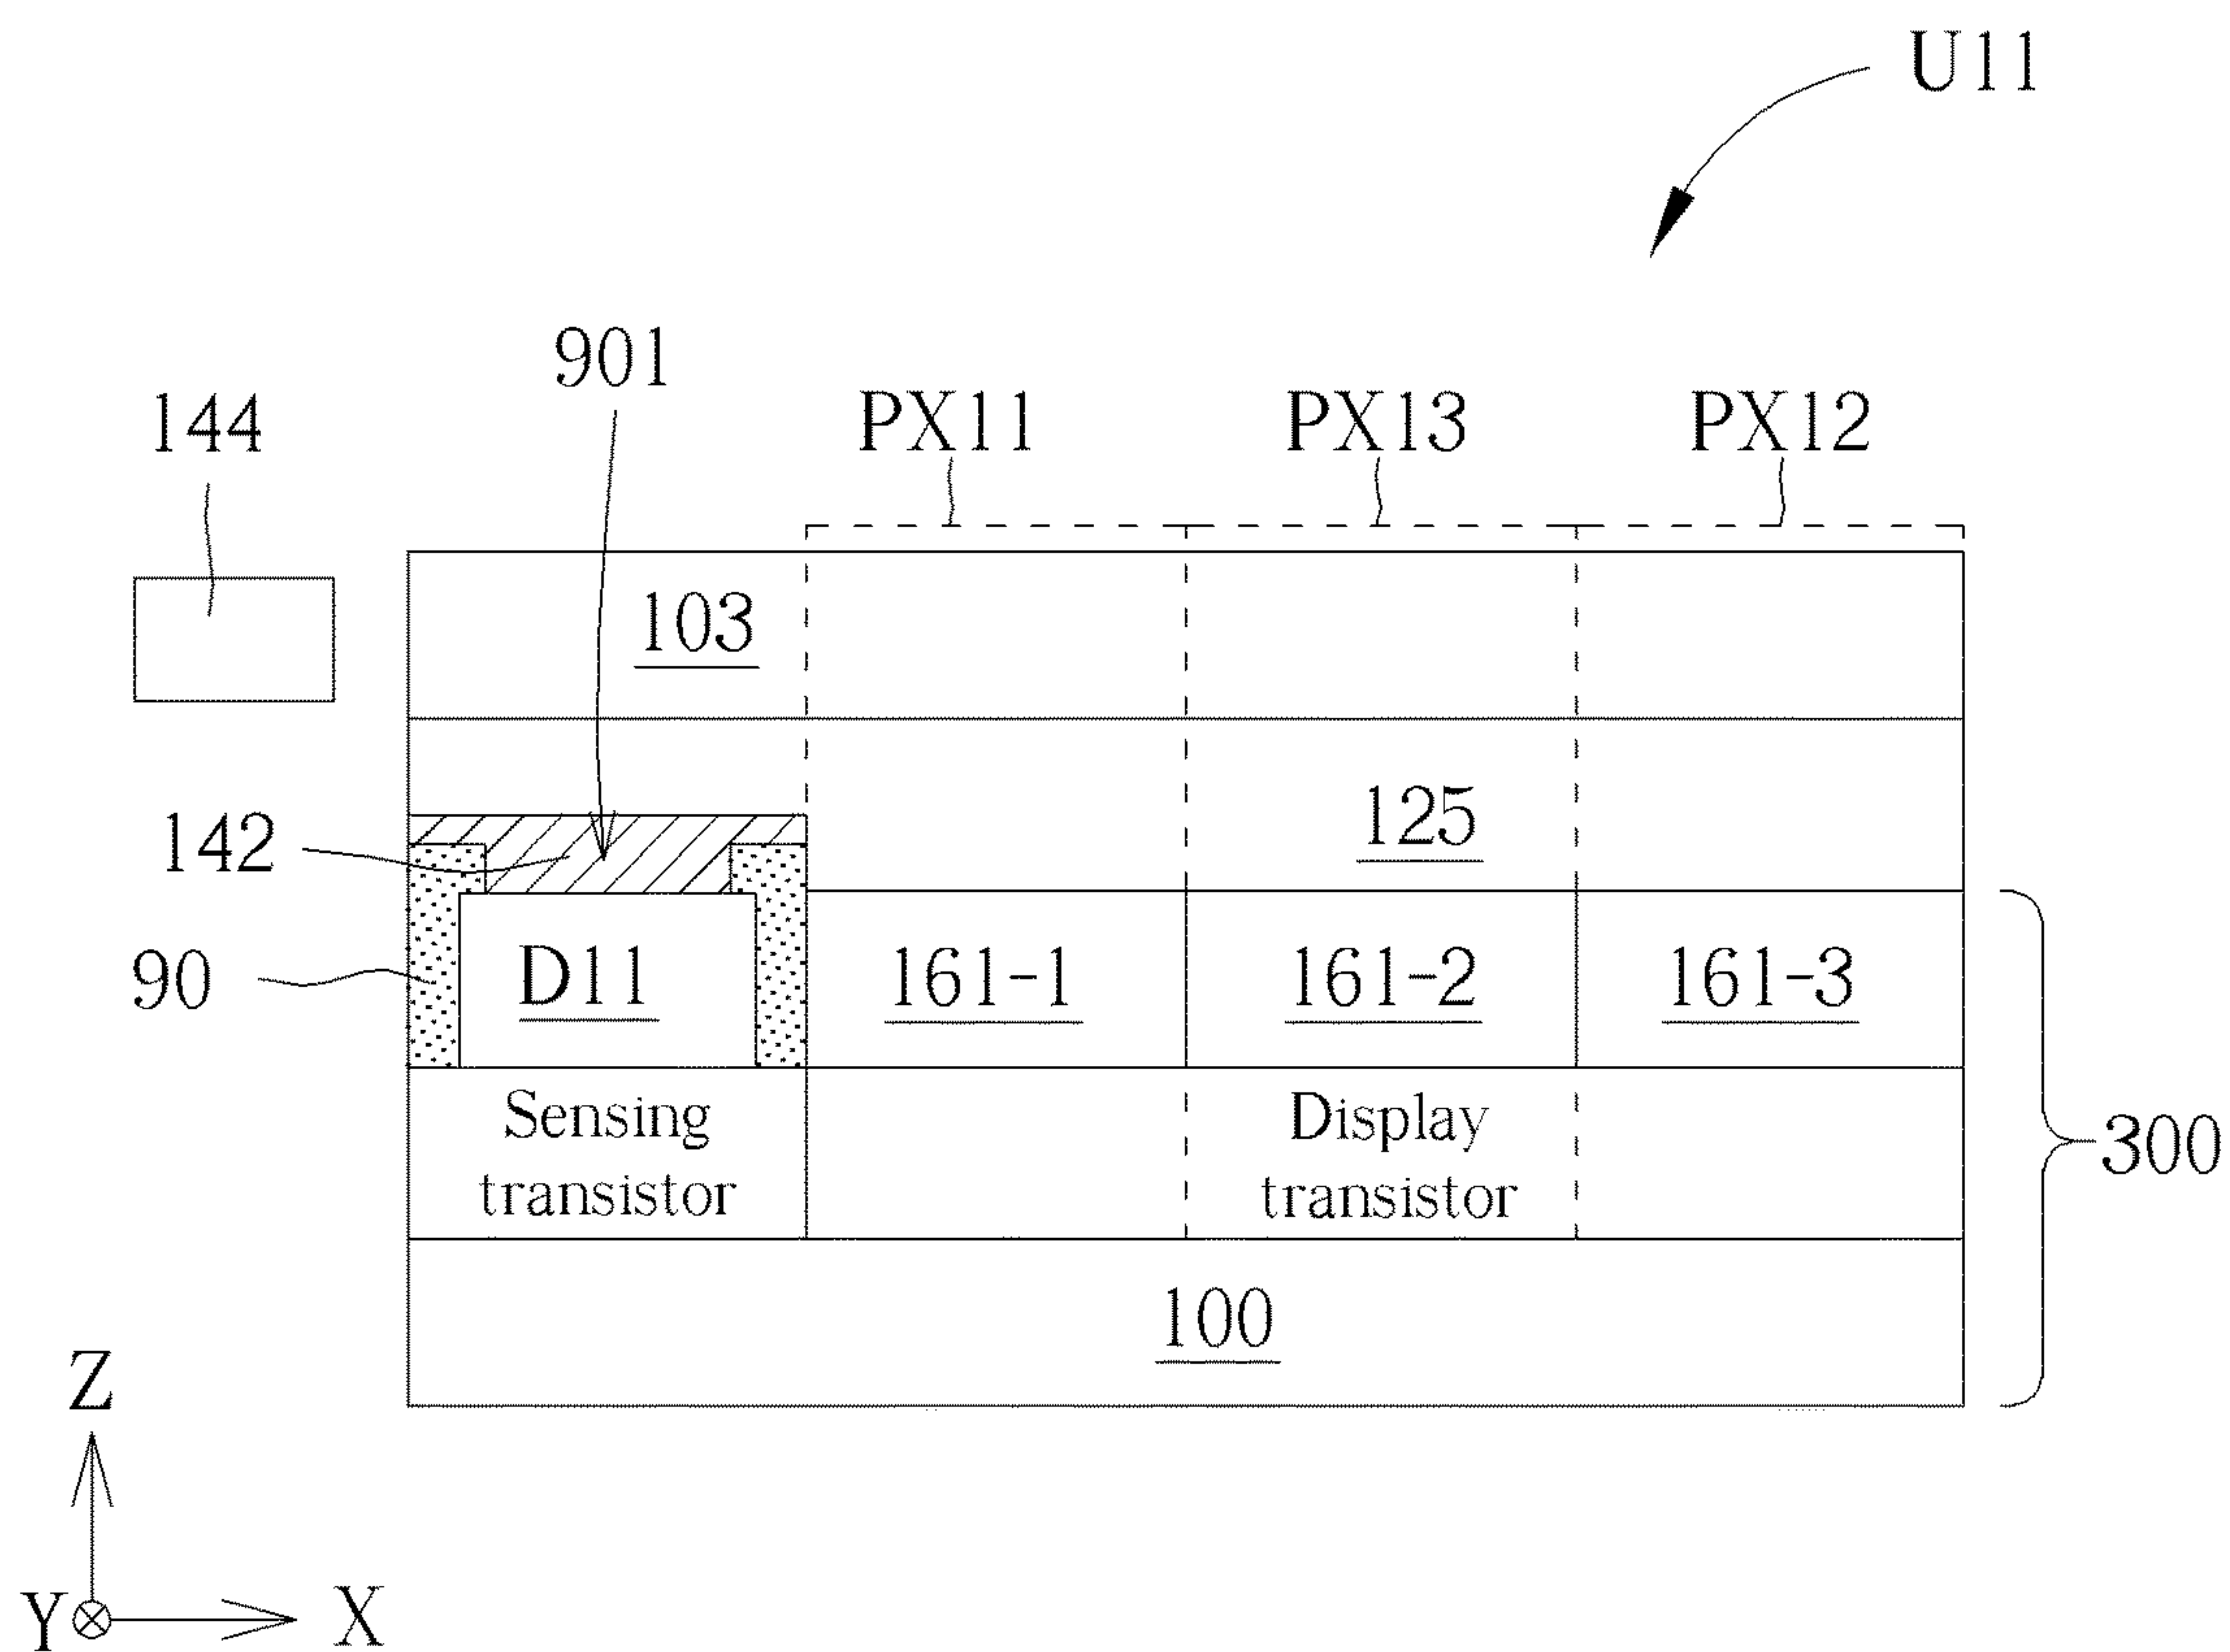 U11
901
144
PX11
PX13
PX12
103
125
142
90
D11
161-1
161-2
161-3
Sensing
transistor
Display
transistor
300
100
Z
Y
X